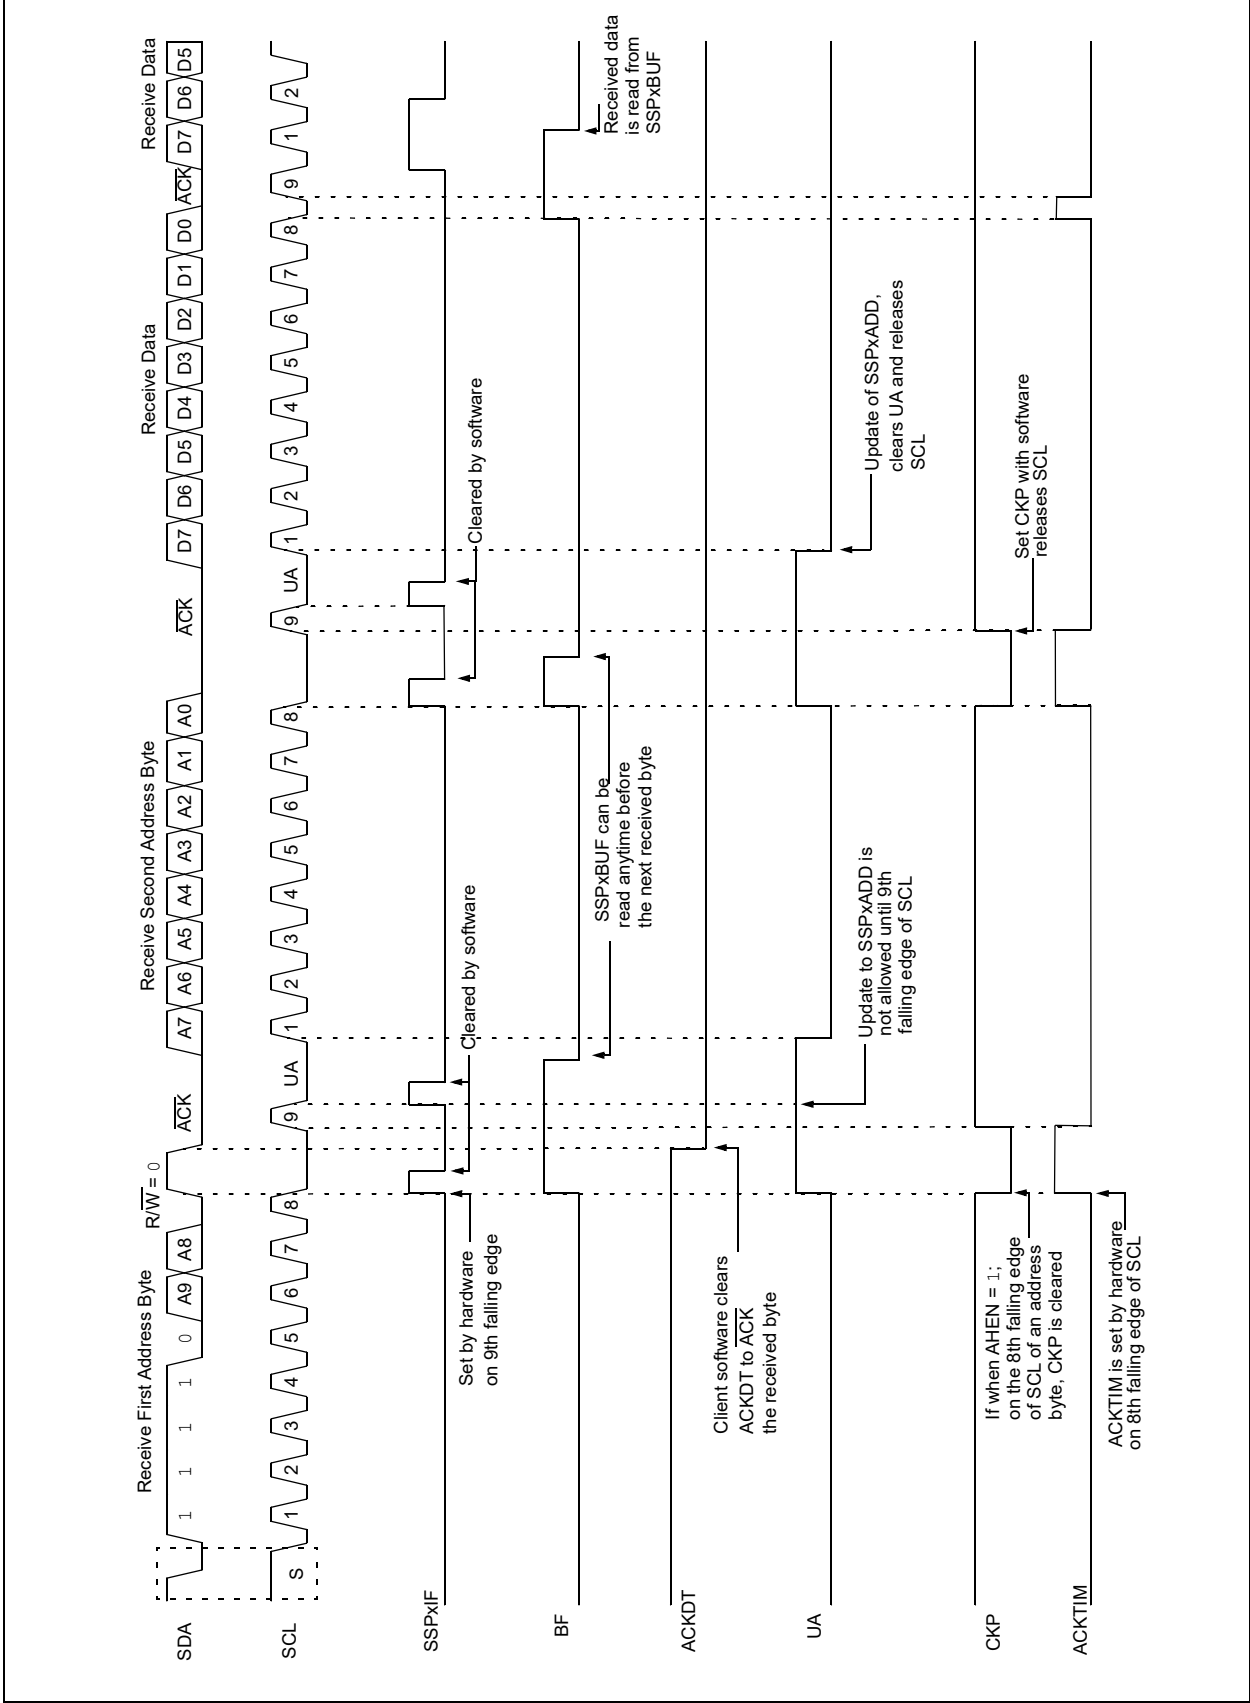 Receive First Address Byte
R/W = 0
Receive Second Address Byte
Receive Data
Receive Data
SDA
1 1 1 1 0 A9 A8
ACK
A7 A6 A5 A4 A3 A2 A1 A0
ACK
D7 D6 D5 D4 D3 D2 D1 D0
ACK
D7 D6 D5
SCL
S
1 2 3 4 5 6 7 8 9 UA 1 2 3 4 5 6 7 8 9 UA 1 2 3 4 5 6 7 8 9 1 2
SSPxIF
Set by hardware
on 9th falling edge
Cleared by software
Cleared by software
BF
SSPxBUF can be
read anytime before
the next received byte
Received data
is read from
SSPxBUF
ACKDT
Client software clears
ACKDT to ACK
the received byte
UA
Update to SSPxADD is
not allowed until 9th
falling edge of SCL
Update of SSPxADD,
clears UA and releases
SCL
CKP
If when AHEN = 1;
on the 8th falling edge
of SCL of an address
byte, CKP is cleared
Set CKP with software
releases SCL
ACKTIM
ACKTIM is set by hardware
on 8th falling edge of SCL